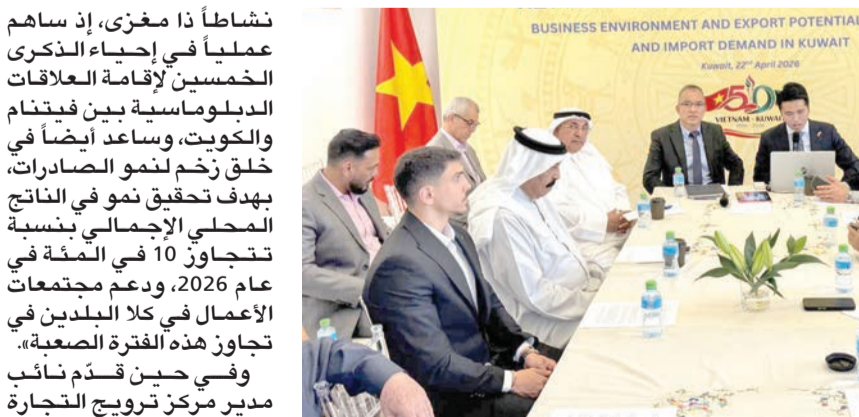 نشاطاً ذا مغزى، إذ ساهم
عملياً في إحياء الذكرى
الخمسين لإقامة العلاقات
الدبلوماسية بين فيتنام
والكويت، وساعد أيضاً في
خلق زخم لنمو الصادرات،
بهدف تحقيق نمو في الناتج
المحلي الإجمالي بنسبة
تتجاوز 10 في المئة في
عام 2026، ودعم مجتمعات
الأعمال في كلا البلدين في
تجاوز هذه الفترة الصعبة».
وفي حين قدّم نائب
مدير مركز ترويج التجارة
BUSINESS ENVIRONMENT AND EXPORT POTENTIAL
AND IMPORT DEMAND IN KUWAIT
Kuwait, 22nd April 2026
50
VIETNAM - KUWAIT